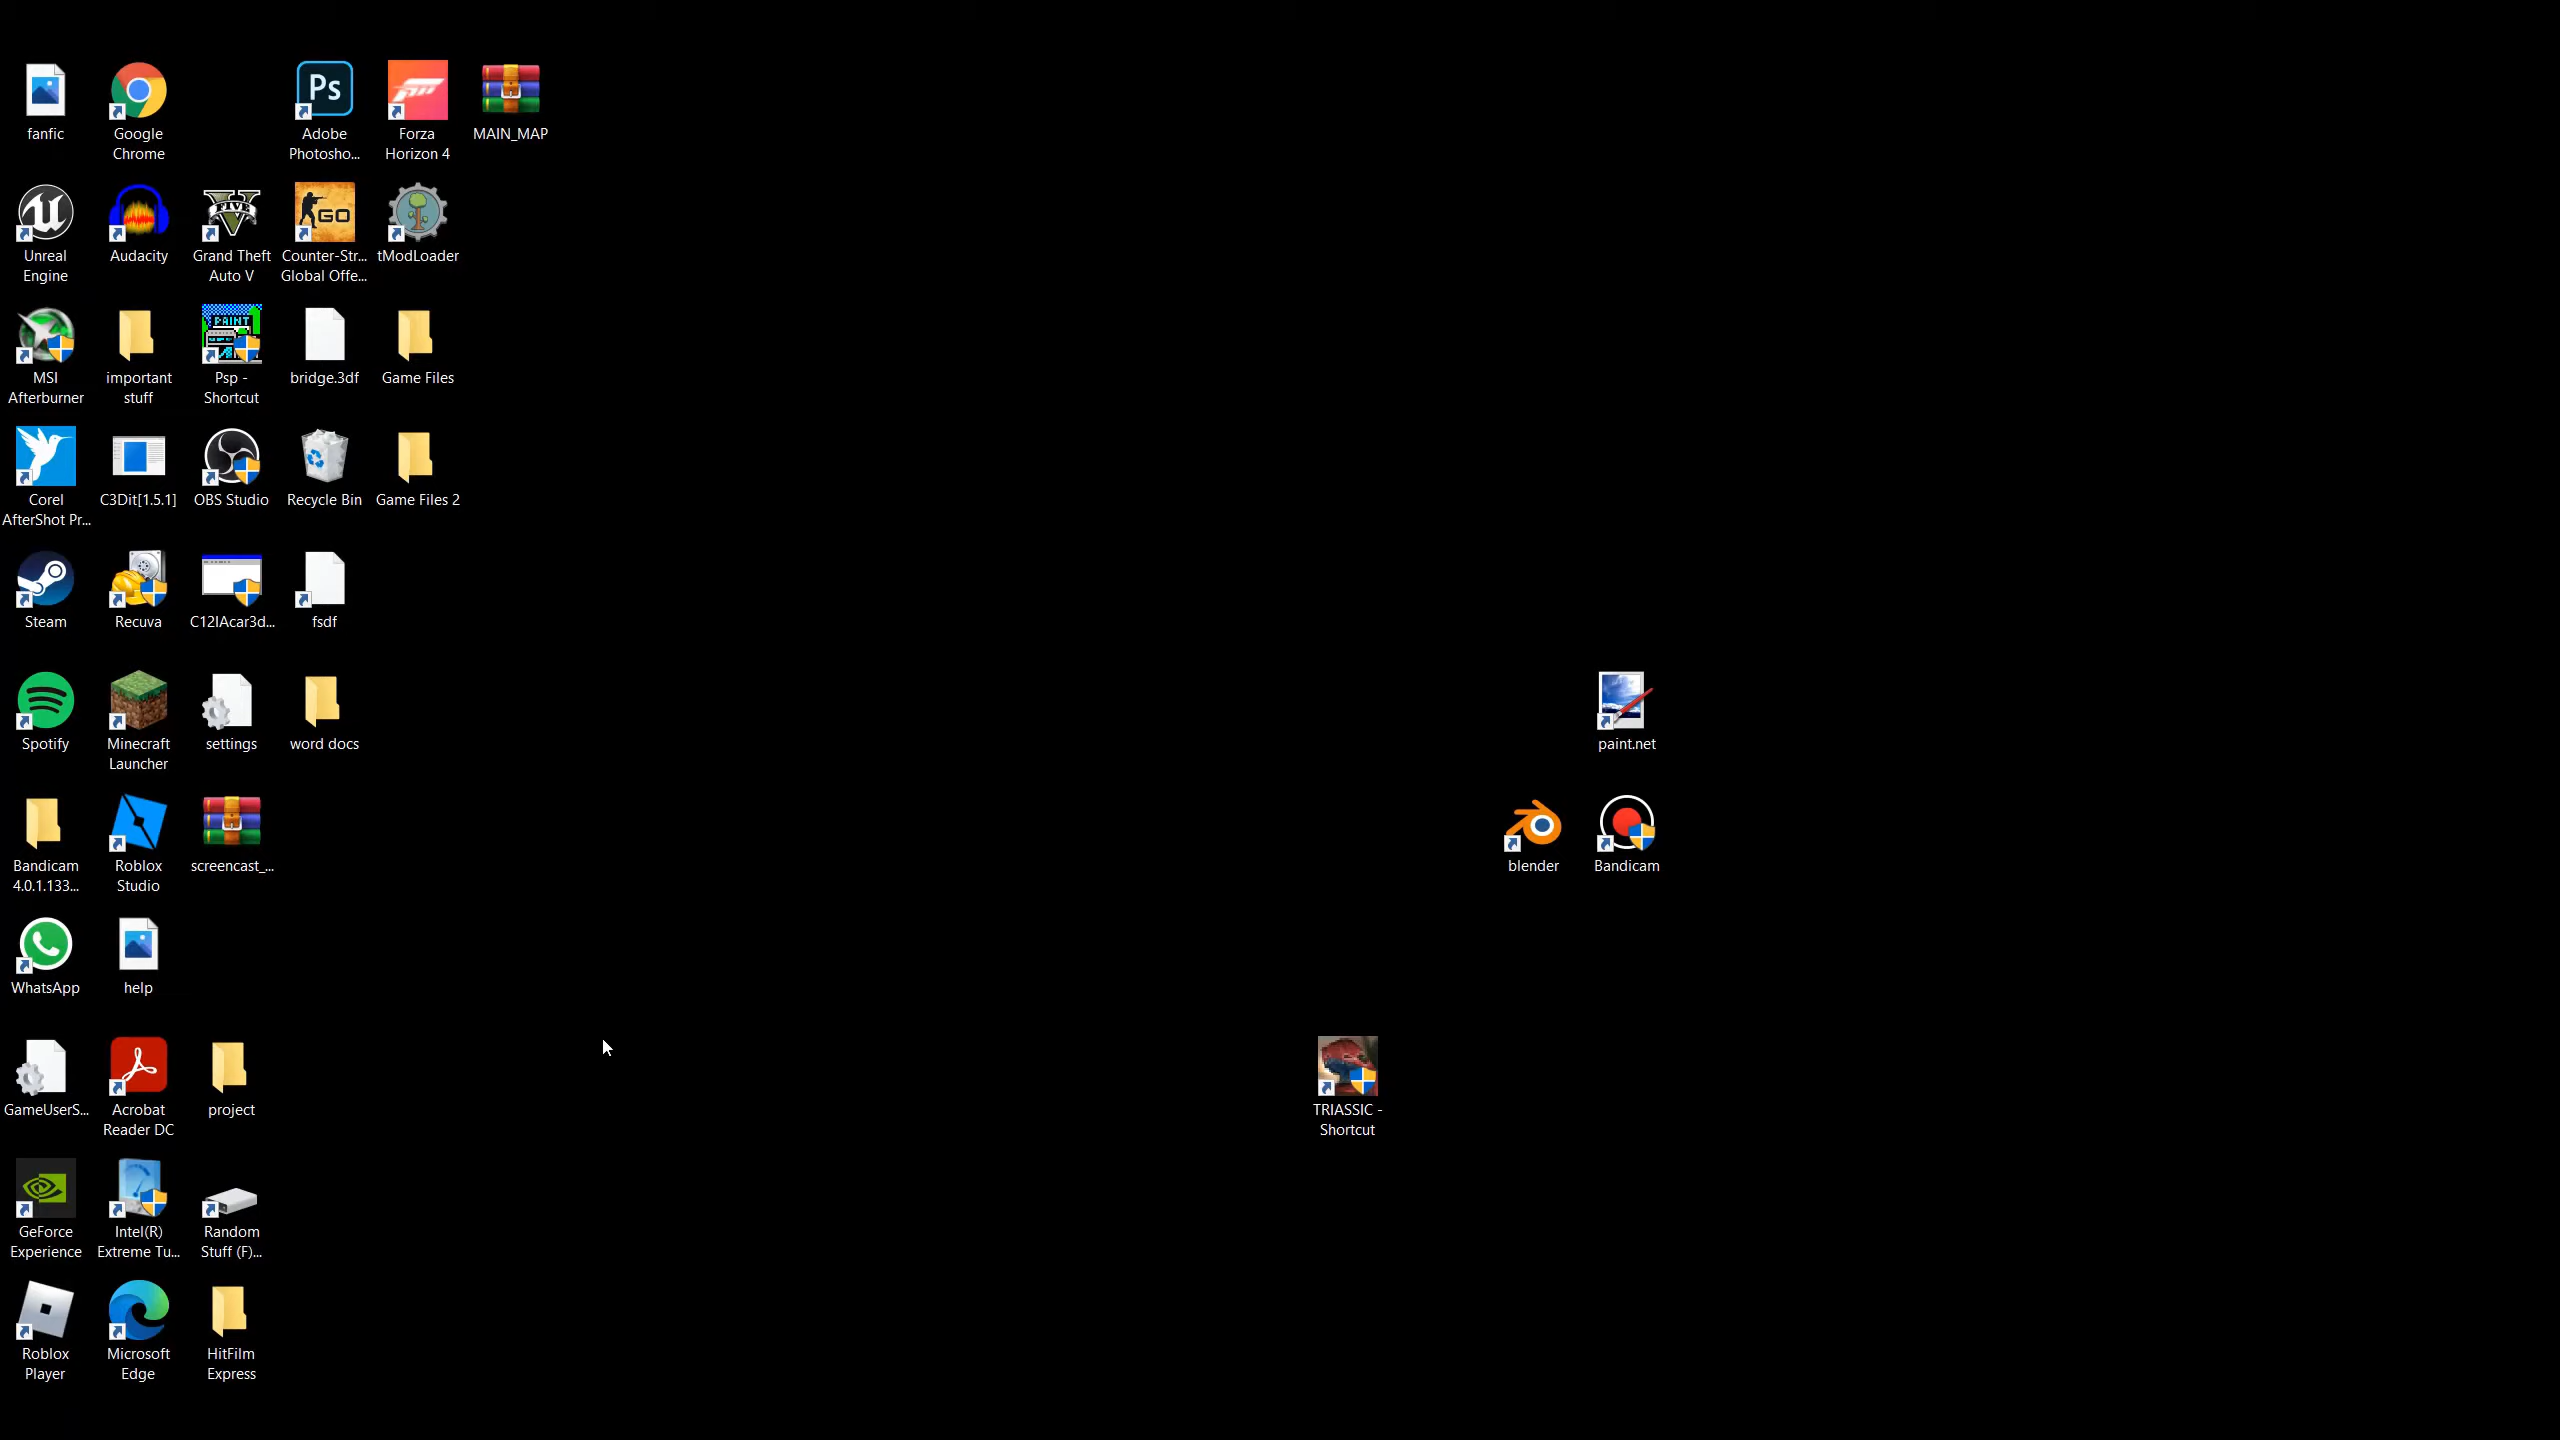 fanfic
Google
Chrome
Ps
Adobe
Photosho...
Forza
Horizon 4
MAIN_MAP
Unreal
Engine
Audacity
FIVE
Grand Theft
Auto V
GO
Counter-Str...
Global Offe...
tModLoader
MSI
Afterburner
important
stuff
PAINT
Psp -
Shortcut
bridge.3df
Game Files
Corel
AfterShot Pr...
C3Dit[1.5.1]
OBS Studio
Recycle Bin
Game Files 2
Steam
Recuva
C12IAcar3d...
fsdf
Spotify
Minecraft
Launcher
settings
word docs
paint.net
Bandicam
4.0.1.133...
Roblox
Studio
screencast_...
blender
Bandicam
WhatsApp
help
GameUserS...
Acrobat
Reader DC
project
TRIASSIC -
Shortcut
GeForce
Experience
Intel(R)
Extreme Tu...
Random
Stuff (F)...
Roblox
Player
Microsoft
Edge
HitFilm
Express